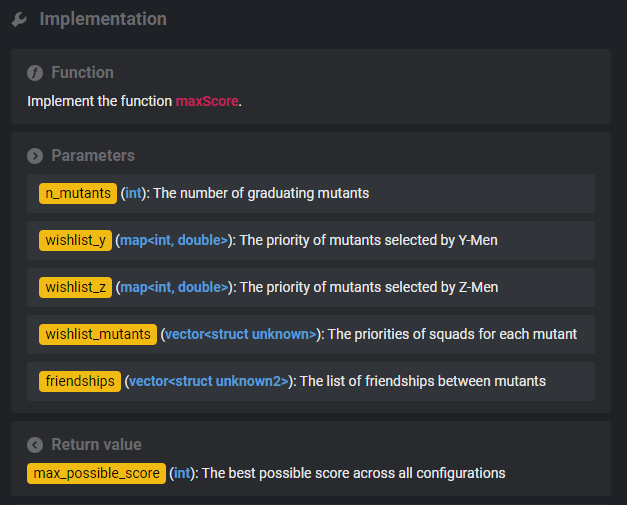 Implementation
Function
Implement the function maxScore.
Parameters
n_mutants (int): The number of graduating mutants
wishlist_y (map<int, double>): The priority of mutants selected by Y-Men
wishlist_z (map<int, double>): The priority of mutants selected by Z-Men
wishlist_mutants (vector<struct unknown>): The priorities of squads for each mutant
friendships (vector<struct unknown2>): The list of friendships between mutants
Return value
max_possible_score (int): The best possible score across all configurations